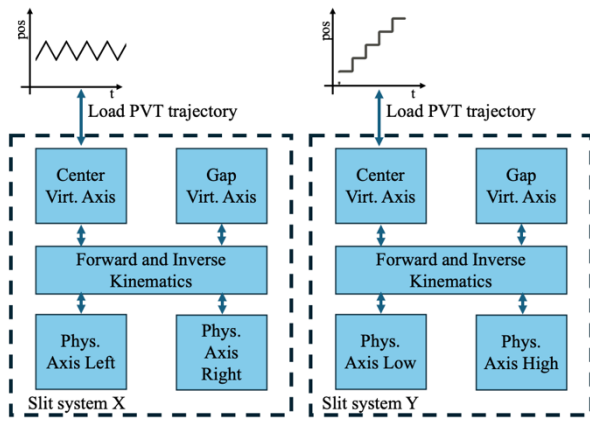 pos
t
Load PVT trajectory
Center
Virt. Axis
Gap
Virt. Axis
Forward and Inverse
Kinematics
Phys.
Axis Left
Phys.
Axis
Right
Slit system X
pos
t
Load PVT trajectory
Center
Virt. Axis
Gap
Virt. Axis
Forward and Inverse
Kinematics
Phys.
Axis Low
Phys.
Axis High
Slit system Y